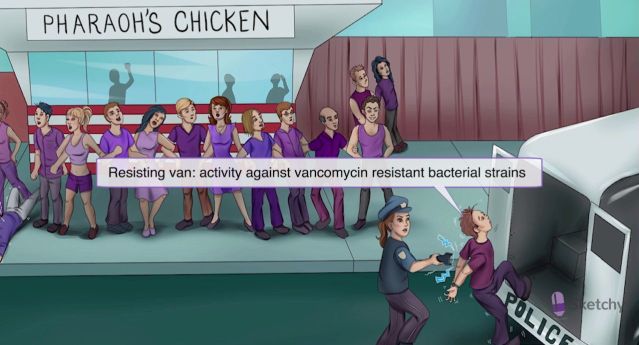 PHARAOH'S CHICKEN
Resisting van: activity against vancomycin resistant bacterial strains
POLICE
sketchy